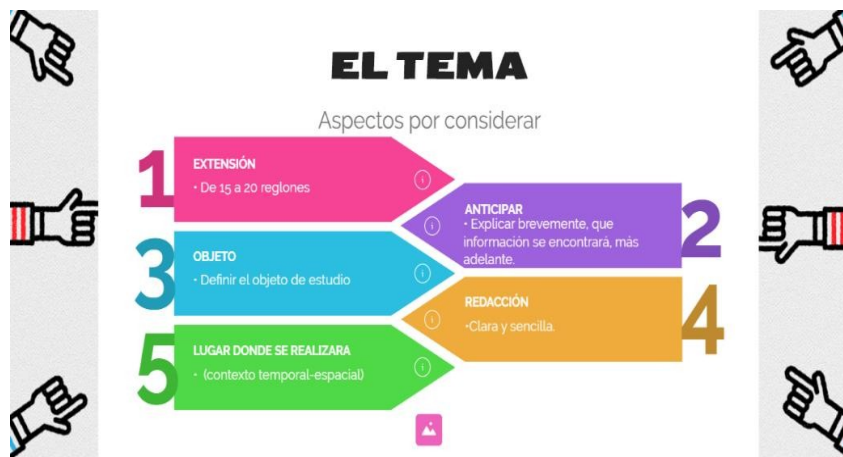 EL TEMA
Aspectos por considerar
1
EXTENSIÓN
• De 15 a 20 reglones
2
ANTICIPAR
• Explicar brevemente, que
información se encontrará, más
adelante.
3
OBJETO
• Definir el objeto de estudio
4
REDACCIÓN
•Clara y sencilla.
5
LUGAR DONDE SE REALIZARA
• (contexto temporal-espacial)